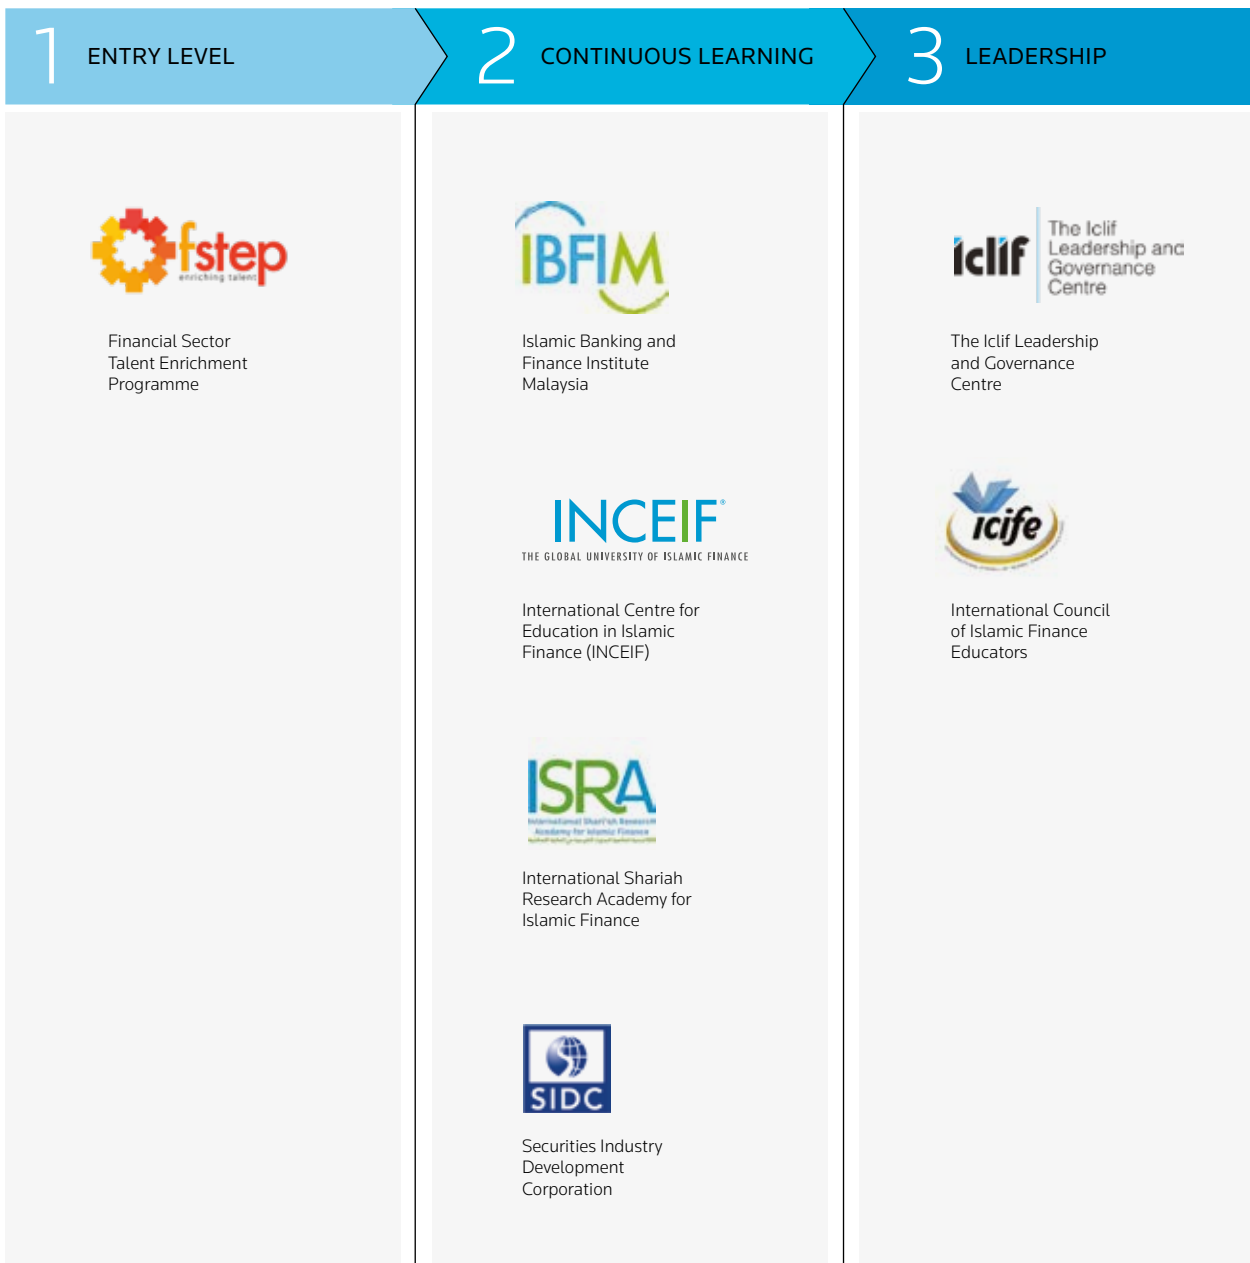 1 ENTRY LEVEL
2 CONTINUOUS LEARNING
3 LEADERSHIP
fstep
enriching talent
Financial Sector
Talent Enrichment
Programme
IBFIM
Islamic Banking and
Finance Institute
Malaysia
INCEIF®
THE GLOBAL UNIVERSITY OF ISLAMIC FINANCE
International Centre for
Education in Islamic
Finance (INCEIF)
ISRA
International Shari'ah Research
Academy for Islamic Finance
International Shariah
Research Academy for
Islamic Finance
SIDC
Securities Industry
Development
Corporation
iclif
The Iclif
Leadership and
Governance
Centre
The Iclif Leadership
and Governance
Centre
icife
International Council
of Islamic Finance
Educators